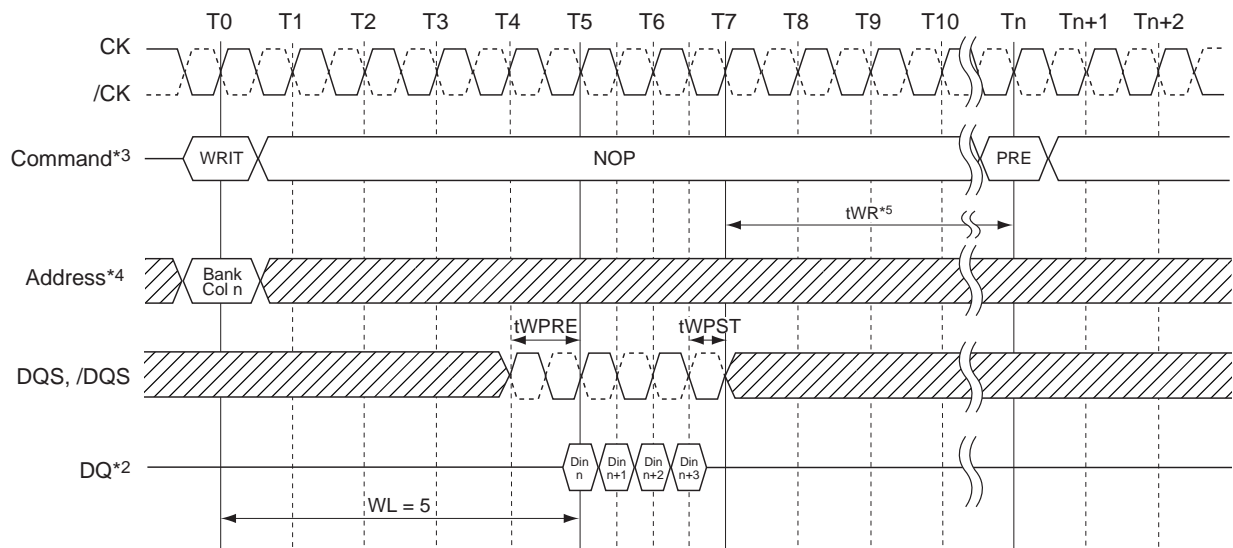 T0 T1 T2 T3 T4 T5 T6 T7 T8 T9 T10 Tn Tn+1 Tn+2
CK
/CK
Command*3 WRIT NOP PRE
tWR*5
Address*4 Bank
Col n
tWPRE tWPST
DQS, /DQS
DQ*2 Din
n Din
n+1 Din
n+2 Din
n+3
WL = 5